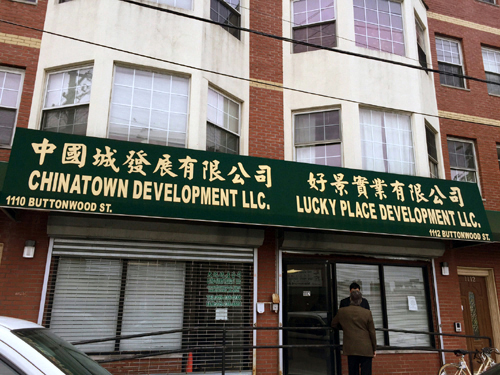 中國城發展有限公司
CHINATOWN DEVELOPMENT LLC.
1110 BUTTONWOOD ST.
好景實業有限公司
LUCKY PLACE DEVELOPMENT LLC.
1112 BUTTONWOOD ST.